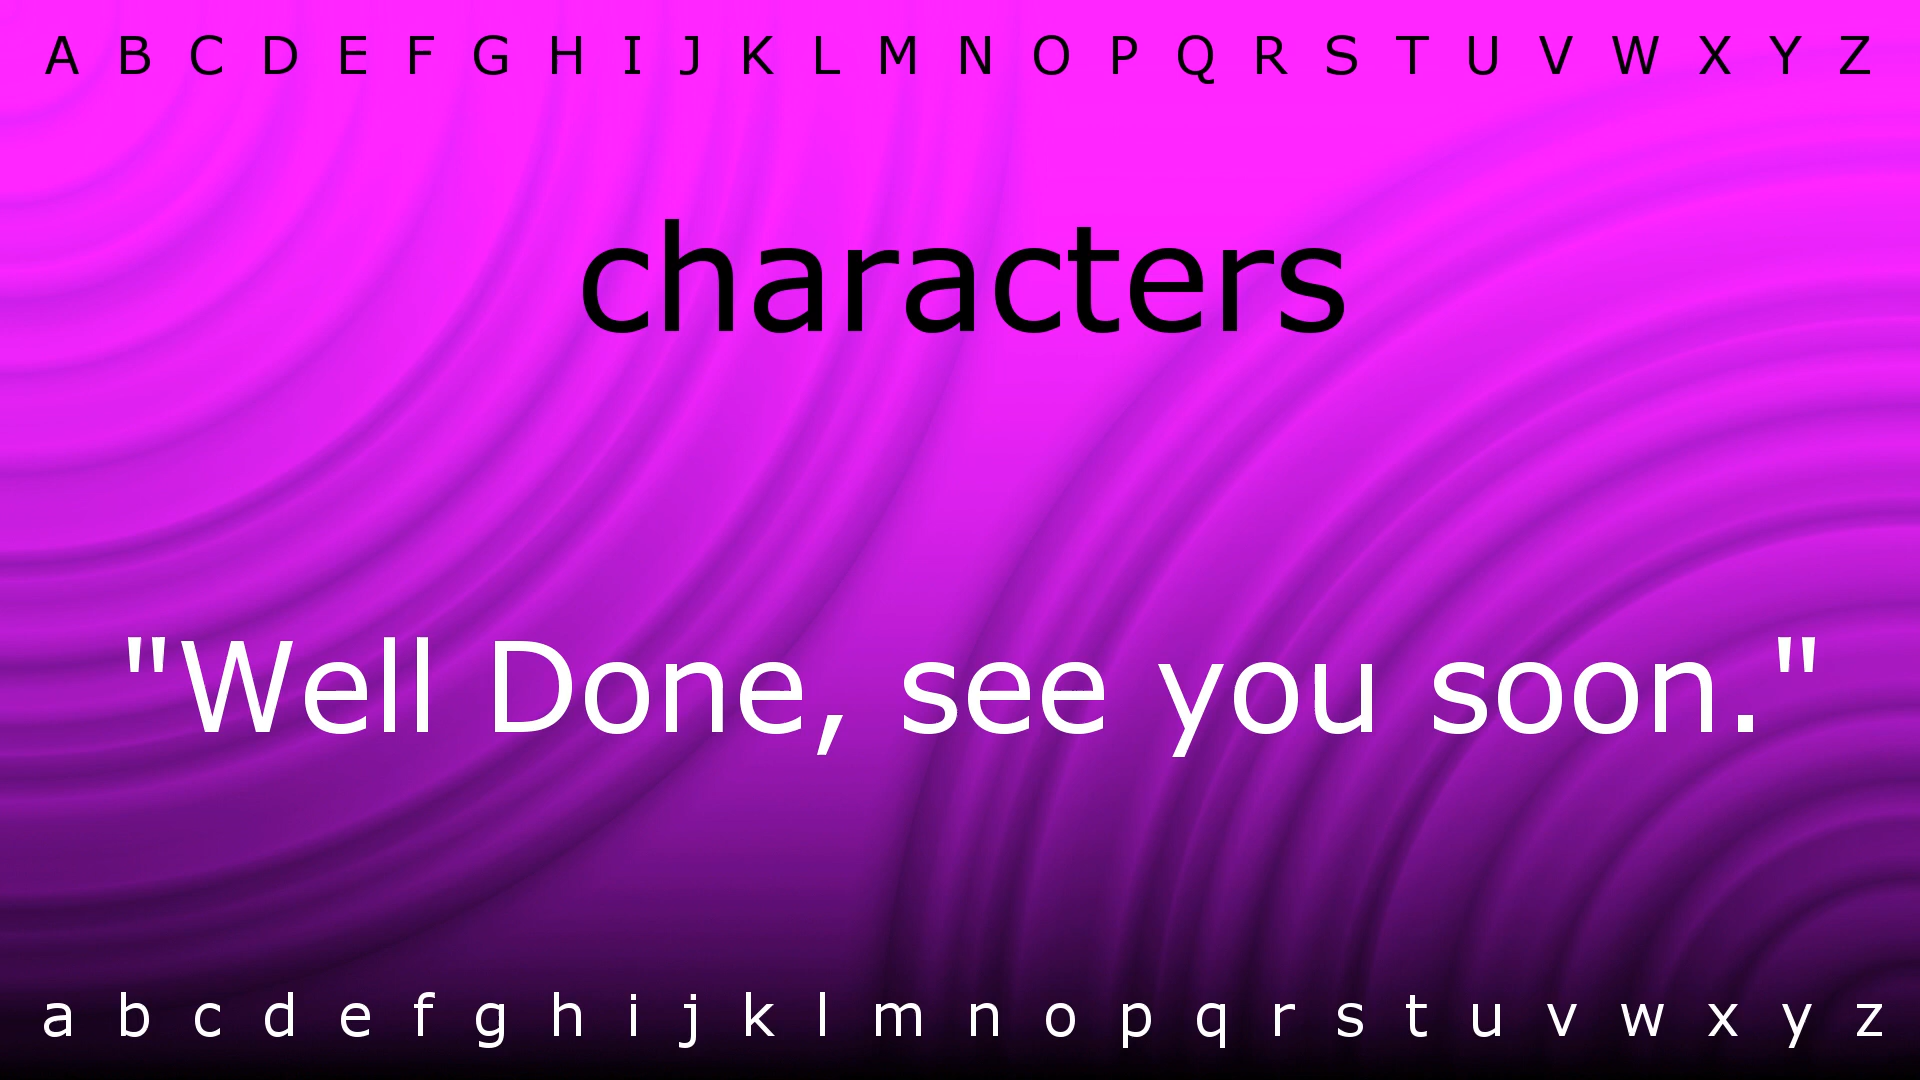 A B C D E F G H I J K L M N O P Q R S T U V W X Y Z
characters
"Well Done, see you soon."
a b c d e f g h i j k l m n o p q r s t u v w x y z